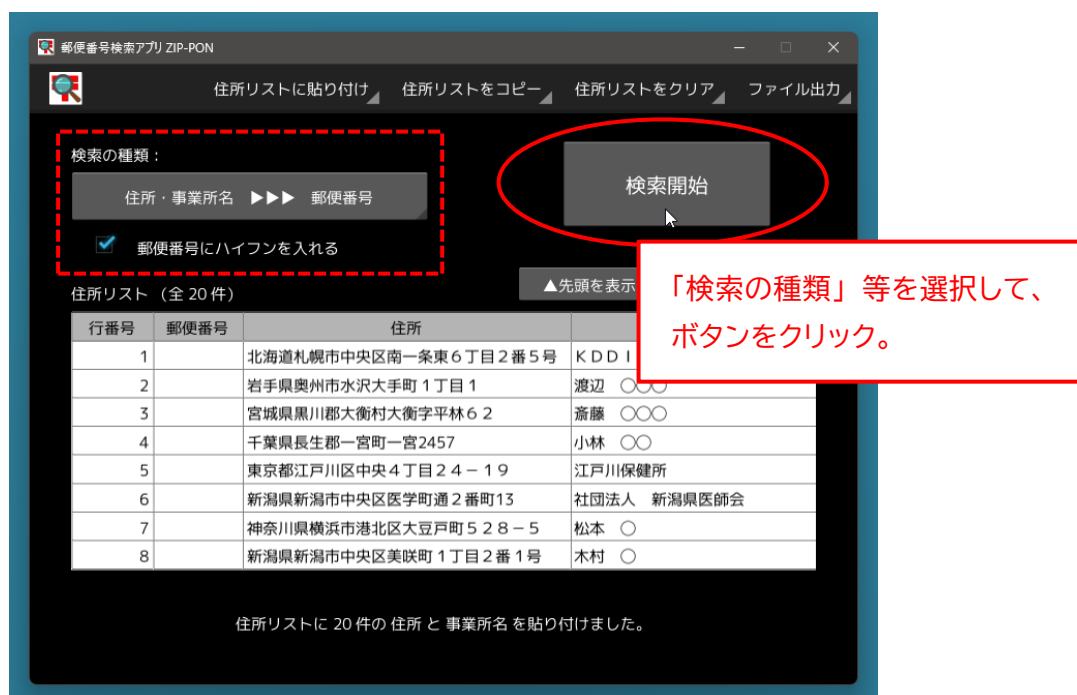 郵便番号検索アプリ ZIP-PON
住所リストに貼り付け 住所リストをコピー 住所リストをクリア ファイル出力
検索の種類：
住所・事業所名 ▶▶▶ 郵便番号
検索開始
郵便番号にハイフンを入れる
住所リスト （全 20 件）
▲先頭を表示
「検索の種類」等を選択して、
ボタンをクリック。
行番号 郵便番号 住所
1 北海道札幌市中央区南一条東６丁目２番５号 ＫＤＤＩ
2 岩手県奥州市水沢大手町１丁目１ 渡辺 ○○○
3 宮城県黒川郡大衡村大衡字平林６２ 斎藤 ○○○
4 千葉県長生郡一宮町一宮2457 小林 ○○
5 東京都江戸川区中央４丁目２４－１９ 江戸川保健所
6 新潟県新潟市中央区医学町通２番町13 社団法人　新潟県医師会
7 神奈川県横浜市港北区大豆戸町５２８－５ 松本 ○
8 新潟県新潟市中央区美咲町１丁目２番１号 木村 ○
住所リストに 20 件の 住所 と 事業所名 を貼り付けました。